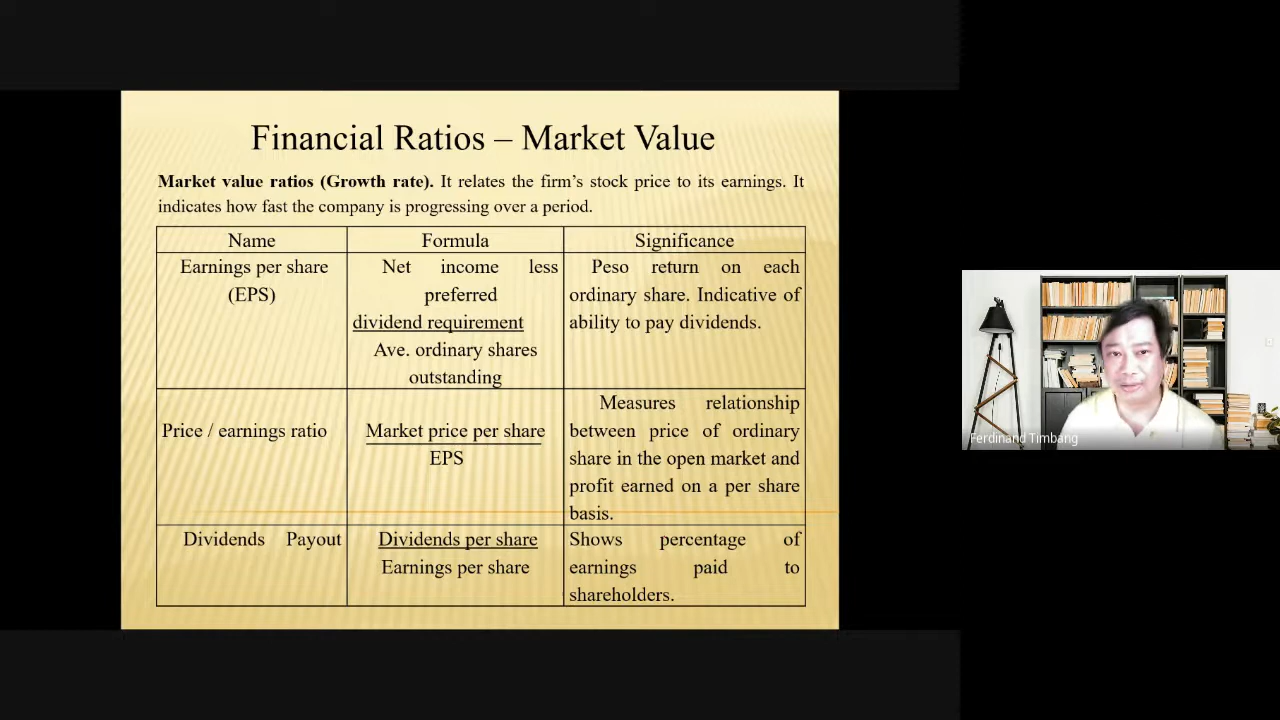 Financial Ratios – Market Value
Market value ratios (Growth rate). It relates the firm's stock price to its earnings. It
indicates how fast the company is progressing over a period.
Name
Formula
Significance
Earnings per share
(EPS)
Net income less
preferred
dividend requirement
Ave. ordinary shares
outstanding
Peso return on each
ordinary share. Indicative of
ability to pay dividends.
Price / earnings ratio
Market price per share
EPS
Measures relationship
between price of ordinary
share in the open market and
profit earned on a per share
basis.
Dividends Payout
Dividends per share
Earnings per share
Shows percentage of
earnings paid to
shareholders.
Ferdinand Timbang